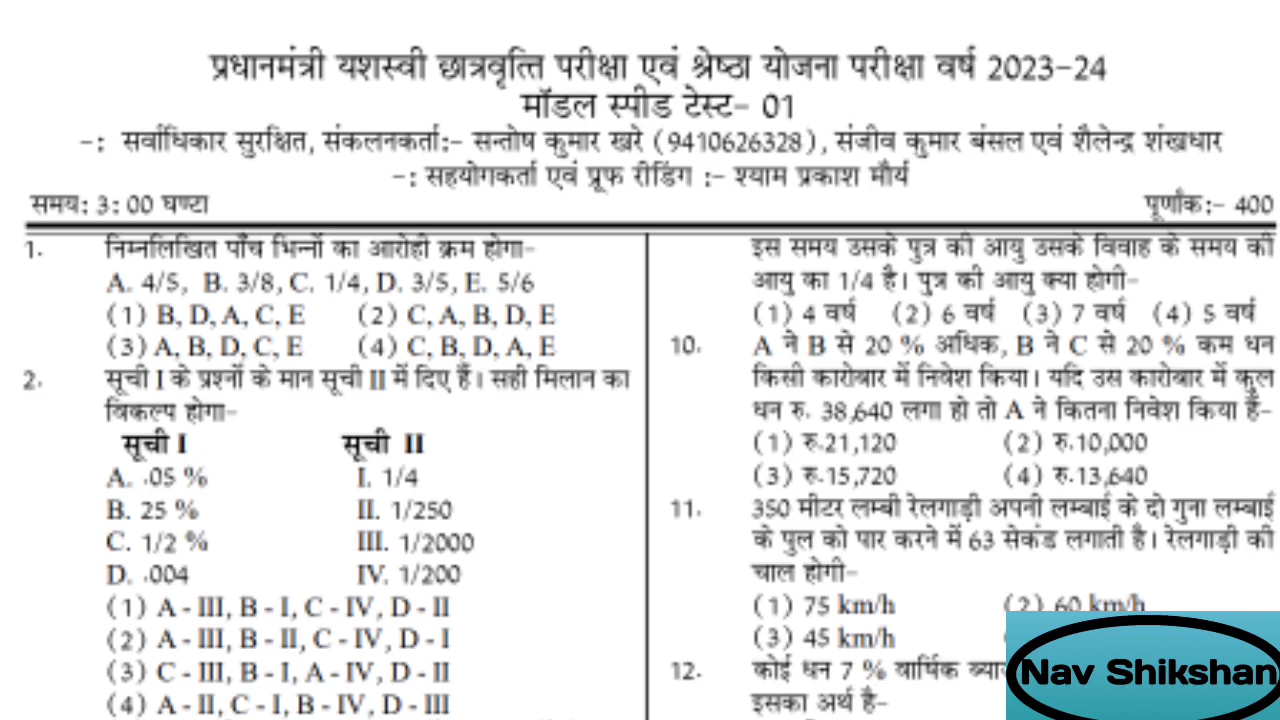 प्रधानमंत्री यशस्वी छात्रवृत्ति परीक्षा एवं श्रेष्ठा योजना परीक्षा वर्ष 2023-24
मॉडल स्पीड टेस्ट- 01
-: सर्वाधिकार सुरक्षित, संकलनकर्ता:- सन्तोष कुमार खरे (9410626328), संजीव कुमार बंसल एवं शैलेन्द्र शंखधार
-: सहयोगकर्ता एवं प्रूफ रीडिंग :- श्याम प्रकाश मौर्य
समय: 3: 00 घण्टा पूर्णांक:- 400
1. निम्नलिखित पाँच भिन्नों का आरोही क्रम होगा-
A. 4/5, B. 3/8, C. 1/4, D. 3/5, E. 5/6
(1) B, D, A, C, E (2) C, A, B, D, E
(3) A, B, D, C, E (4) C, B, D, A, E
2. सूची I के प्रश्नों के मान सूची II में दिए हैं। सही मिलान का
विकल्प होगा-
सूची I सूची II
A. .05 % I. 1/4
B. 25 % II. 1/250
C. 1/2 % III. 1/2000
D. .004 IV. 1/200
(1) A - III, B - I, C - IV, D - II
(2) A - III, B - II, C - IV, D - I
(3) C - III, B - I, A - IV, D - II
(4) A - II, C - I, B - IV, D - III
इस समय उसके पुत्र की आयु उसके विवाह के समय की
आयु का 1/4 है। पुत्र की आयु क्या होगी-
(1) 4 वर्ष (2) 6 वर्ष (3) 7 वर्ष (4) 5 वर्ष
10. A ने B से 20 % अधिक, B ने C से 20 % कम धन
किसी कारोबार में निवेश किया। यदि उस कारोबार में कुल
धन रु. 38,640 लगा हो तो A ने कितना निवेश किया है-
(1) रु.21,120 (2) रु.10,000
(3) रु.15,720 (4) रु.13,640
11. 350 मीटर लम्बी रेलगाड़ी अपनी लम्बाई के दो गुना लम्बाई
के पुल को पार करने में 63 सेकंड लगाती है। रेलगाड़ी की
चाल होगी-
(1) 75 km/h (2) 60 km/h
(3) 45 km/h
12. कोई धन 7 % वार्षिक
इसका अर्थ है-
Nav Shikshan